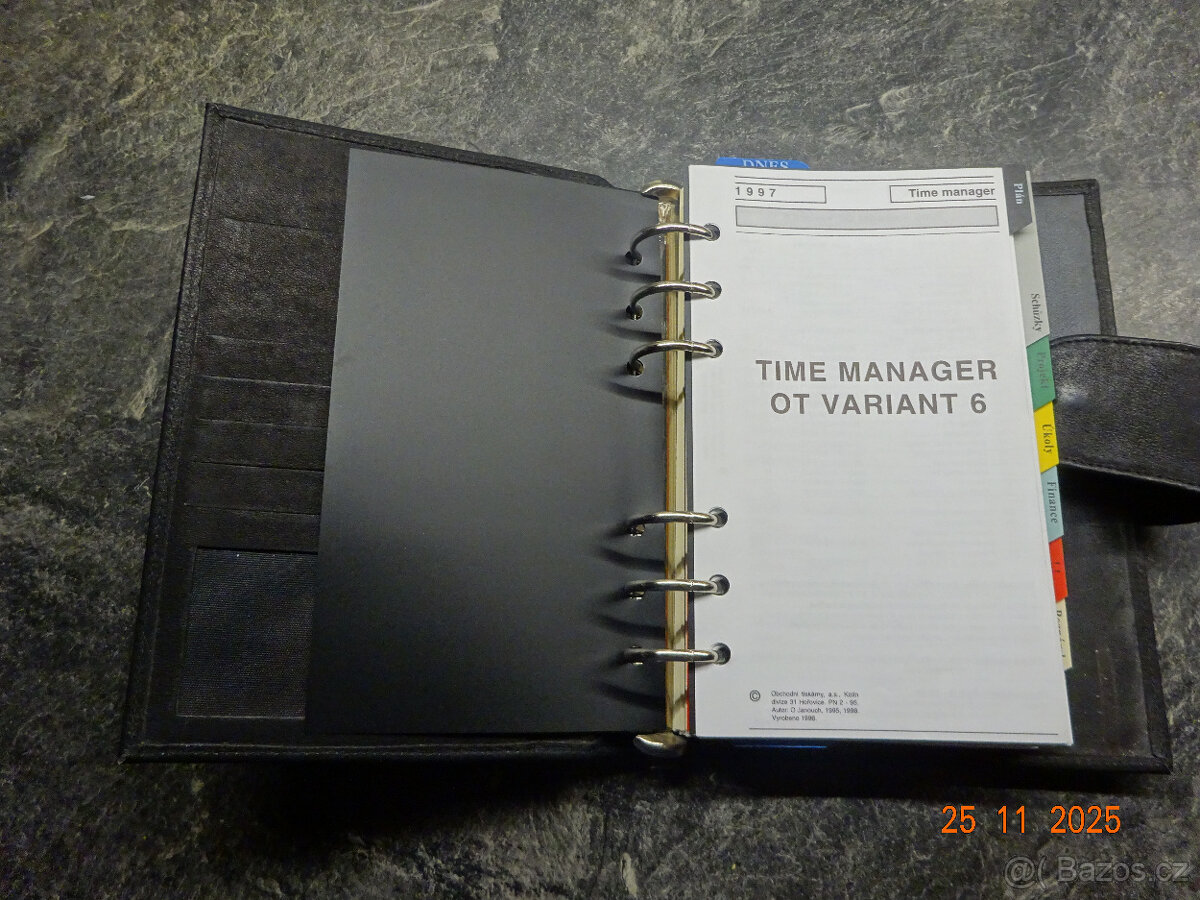 DNES
1997
Time manager
Plán
Schůzky
Projekt
Úkoly
Finance
TIME MANAGER
OT VARIANT 6
© Obchodní tiskárny, a.s., Kolín
divize 31 Hořovice. PN 2 - 95.
Autor: O Janouch, 1995, 1996.
Vyrobeno 1996.
25 11 2025
@( Bazos.cz